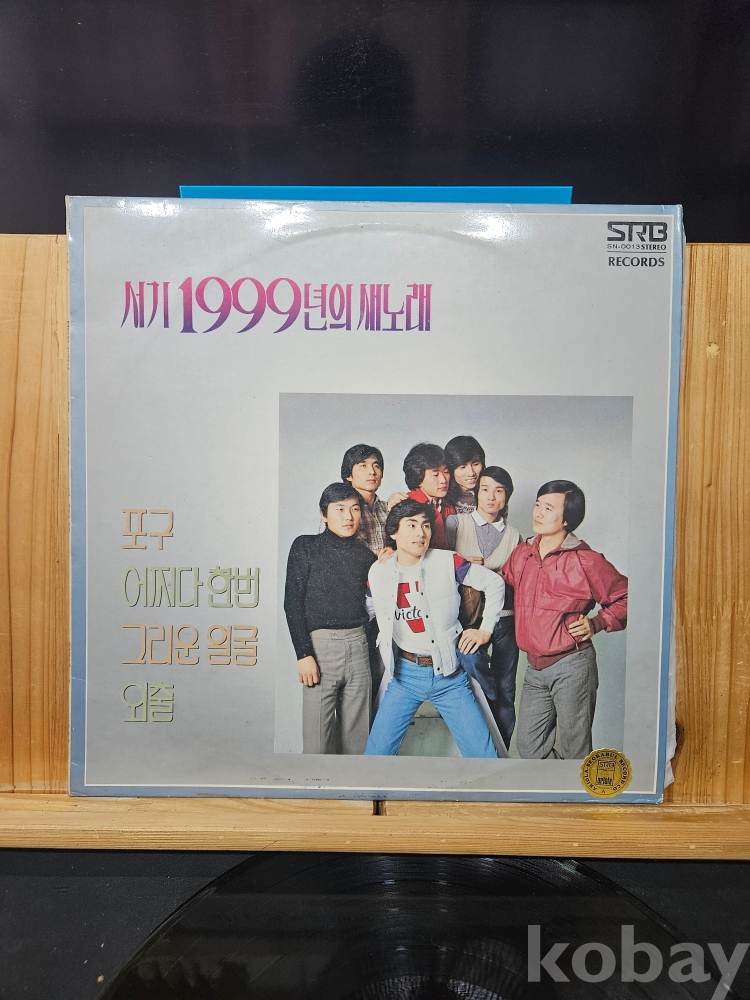 STRB
SN-0013 STEREO
RECORDS
서기 1999년의 새노래
포구
어쩌다 한번
그리운 얼굴
외출
Victo
kobay